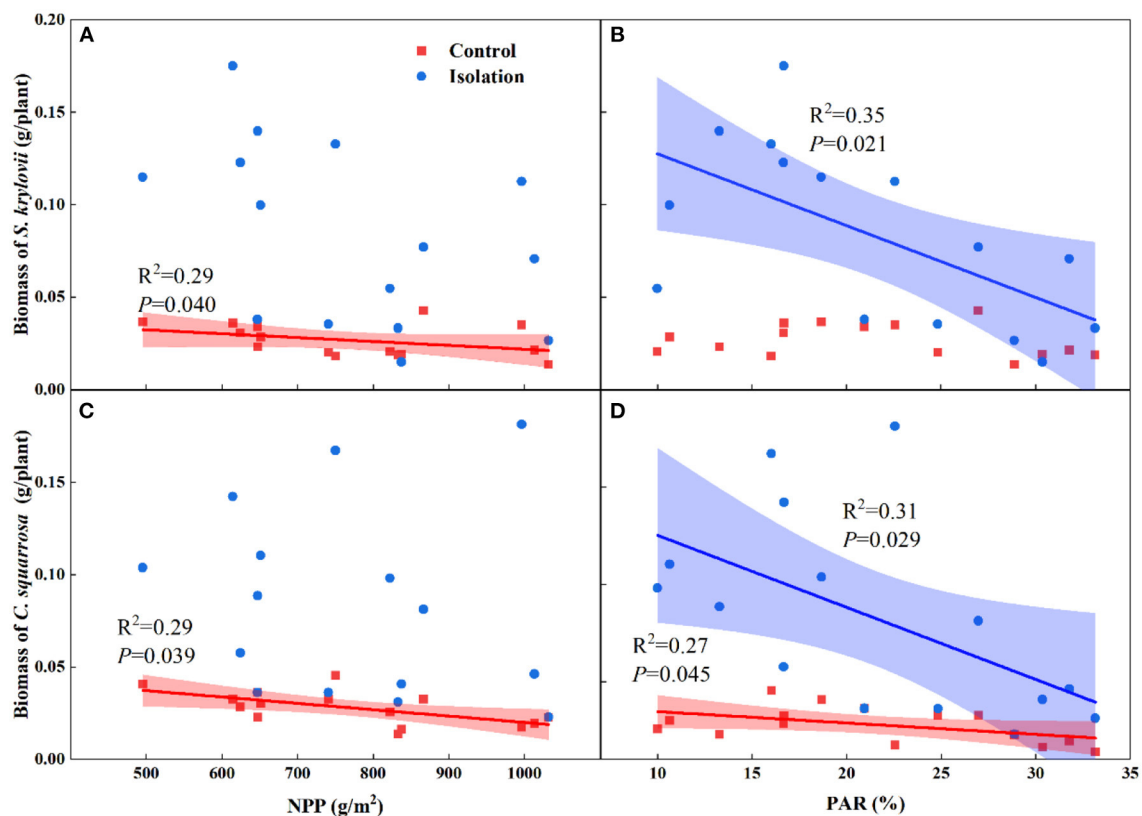 A
B
Control
Isolation
R²=0.35
P=0.021
R²=0.29
P=0.040
0.20
0.15
0.10
0.05
0.00
Biomass of S. krylovii (g/plant)
C
D
R²=0.31
P=0.029
R²=0.29
P=0.039
R²=0.27
P=0.045
0.15
0.10
0.05
0.00
Biomass of C. squarrosa (g/plant)
500 600 700 800 900 1000
10 15 20 25 30 35
NPP (g/m²)
PAR (%)